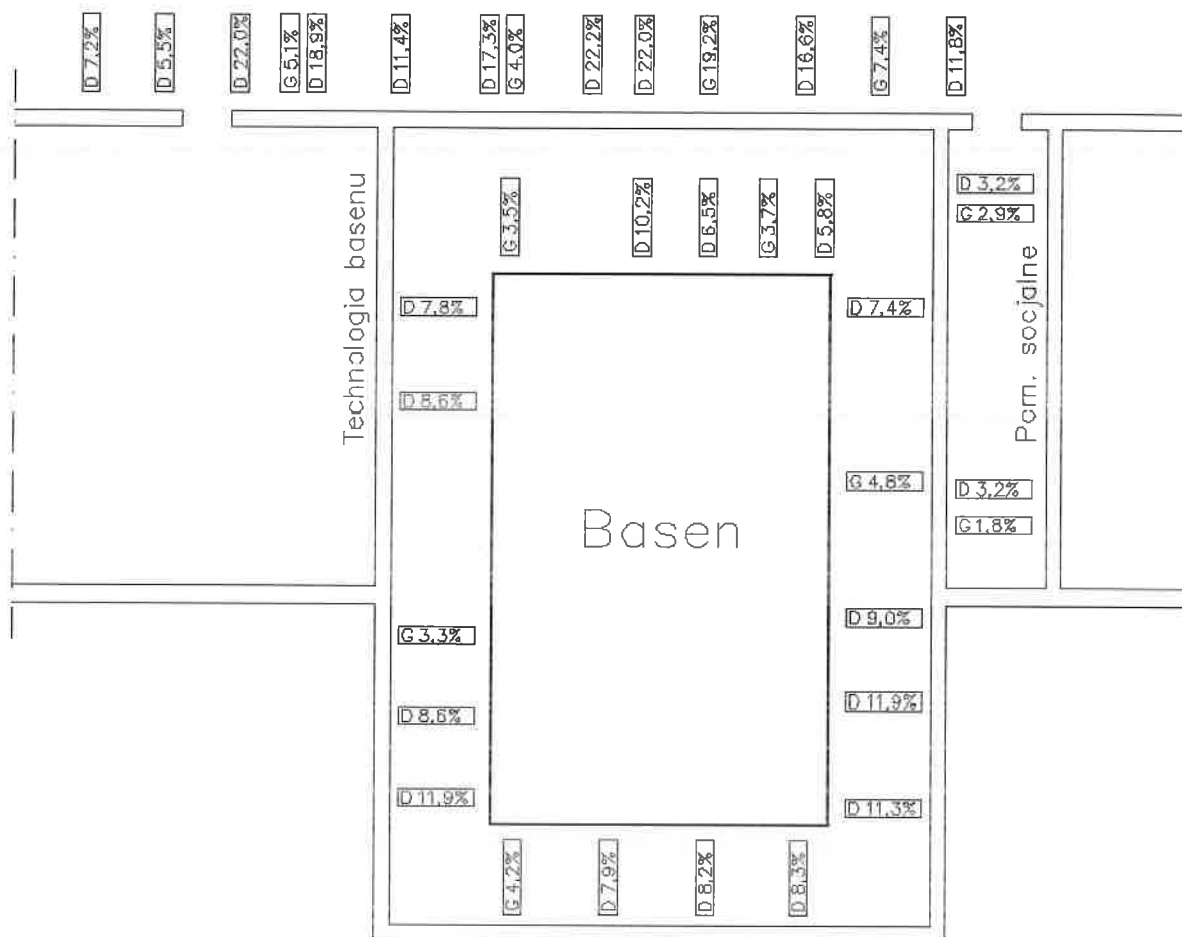 D 7,2%
D 5,5%
D 22,0%
G 5,1%
D 18,9%
D 11,4%
D 17,3%
G 4,0%
D 22,2%
D 22,0%
G 19,2%
D 16,6%
G 7,4%
D 11,8%
Technologia basenu
G 3,5%
D 10,2%
D 6,5%
G 3,7%
D 5,8%
D 3,2%
G 2,9%
Pom. socjalne
D 7,8%
D 7,4%
D 8,6%
G 4,8%
D 3,2%
G 1,8%
Basen
G 3,3%
D 9,0%
D 8,6%
D 11,9%
D 11,9%
D 11,3%
G 4,2%
D 7,9%
D 8,2%
D 8,3%